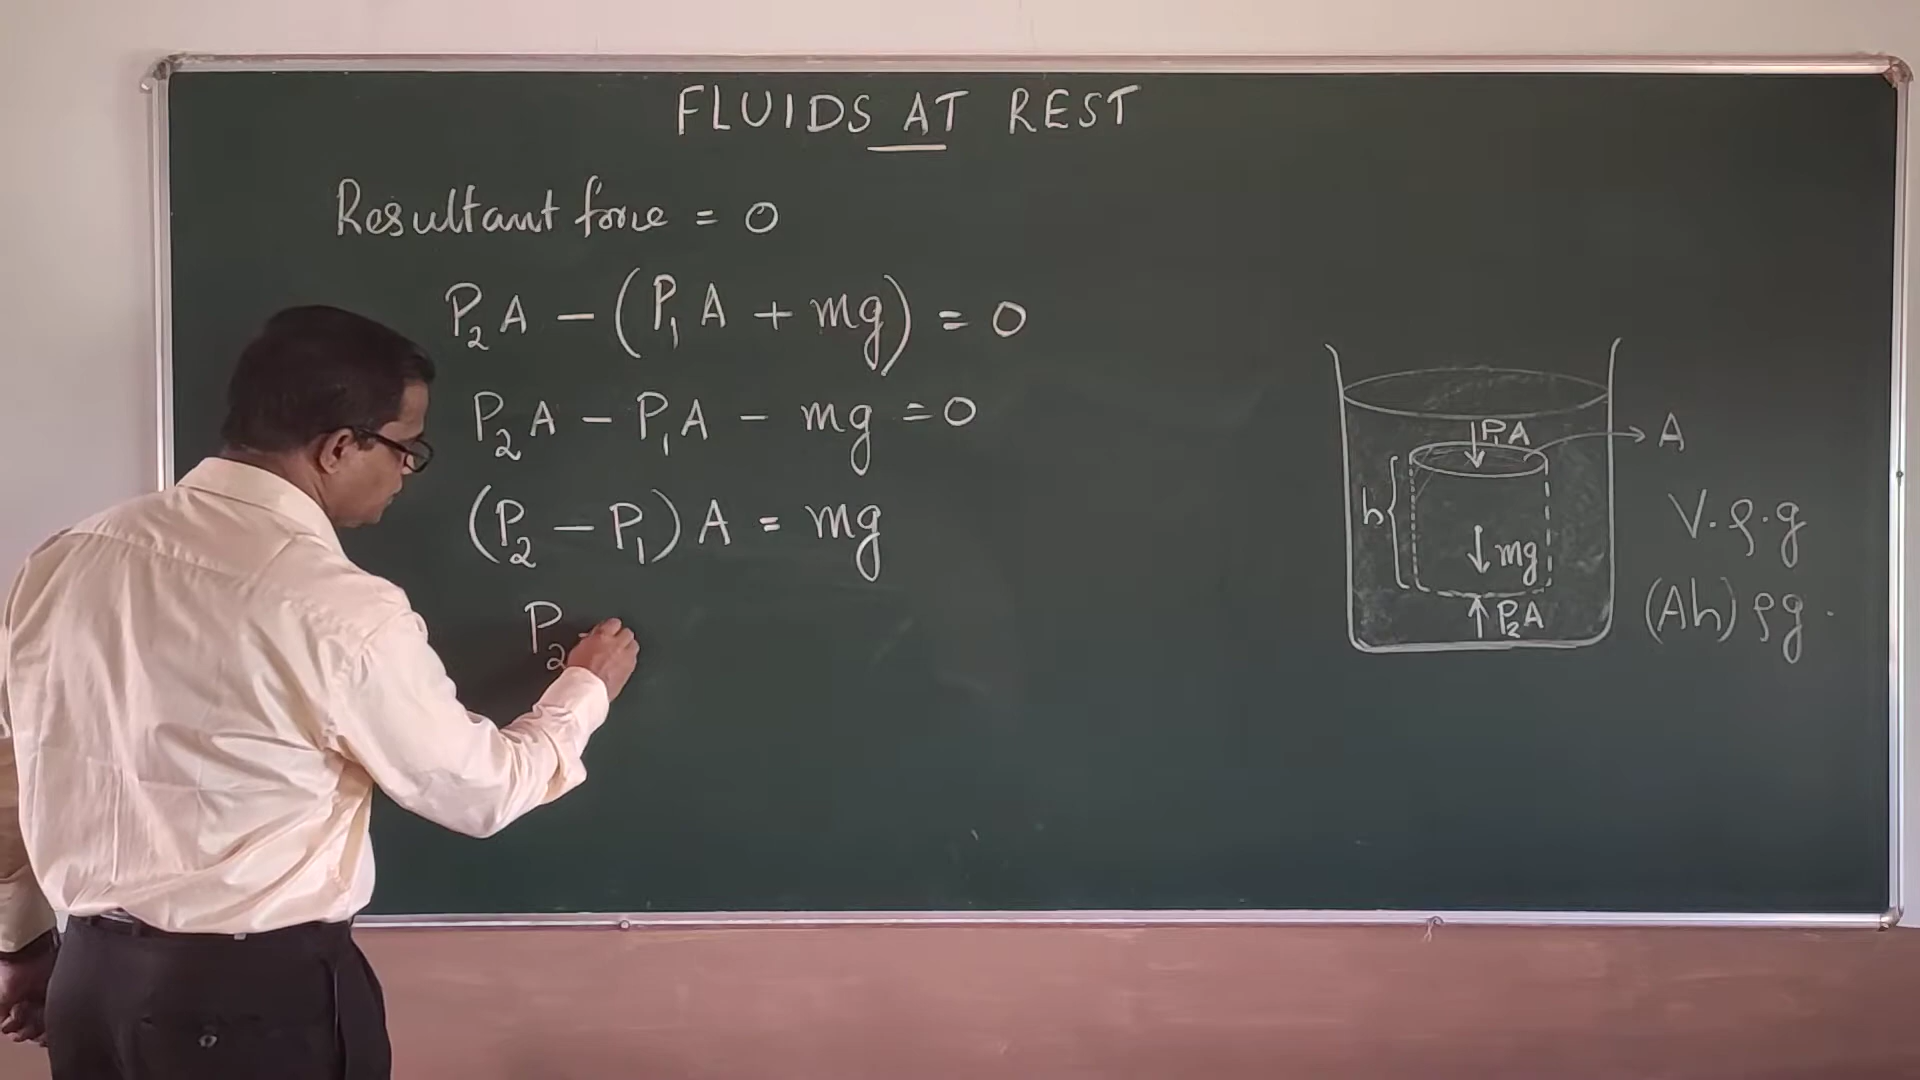 FLUIDS AT REST
Resultant force = 0
P₂A − (P₁A + mg) = 0
P₂A − P₁A − mg = 0
(P₂ − P₁) A = mg
P₂
P₁A
A
h
mg
P₂A
V.ρ.g
(Ah) ρg.